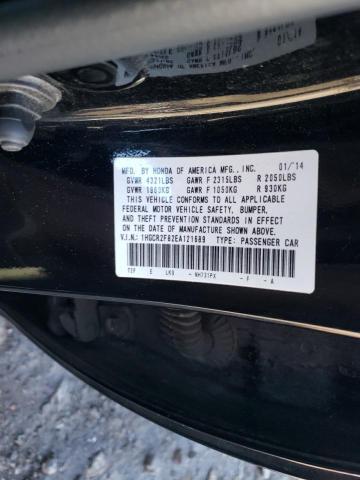 MFD. BY HONDA OF AMERICA MFG., INC. 01/14
GVWR 4321LBS GAWR F 2315LBS R 2050LBS
GVWR 1960KG GAWR F 1050KG R 930KG
THIS VEHICLE CONFORMS TO ALL APPLICABLE
FEDERAL MOTOR VEHICLE SAFETY, BUMPER,
AND THEFT PREVENTION STANDARDS IN
EFFECT ON THE DATE OF MANUFACTURE
SHOWN ABOVE.
V.I.N.: 1HGCR2F82EA121689 TYPE: PASSENGER CAR
E - NH731PX - F - A